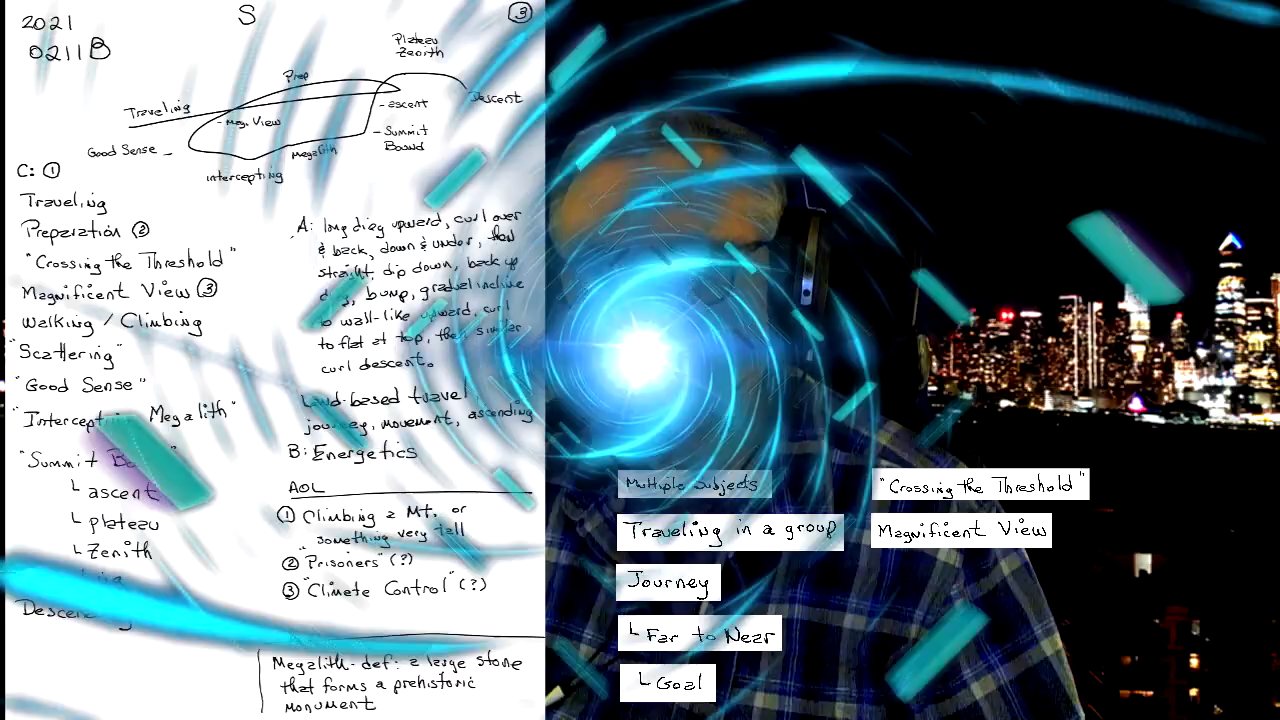 2021
0211B
S
3
Plateau
Zenith
Prep
Descent
Traveling
- ascent
- Mag. View
- Summit
Bound
Good Sense -
Megalith
intercepting
C: 1
Traveling
Preparation 2
"Crossing the Threshold"
Magnificent View 3
Walking / Climbing
"Scattering"
"Good Sense"
"Intercepting Megalith"
"Summit
ascent
plateau
Zenith
A: long diag upward, curl over
& back, down & under, then
straight, dip down, back up
bump, gradual incline
to wall-like upward, curl
to flat at top, then similar
curl descent.
Land-based travel,
journey, movement, ascending
B: Energetics
AOL
1 Climbing a Mt. or
something very tall
2 "Prisoners" (?)
3 "Climate Control" (?)
Megalith-def: a large stone
that forms a prehistoric
monument
Multiple Subjects
Traveling in a group
Journey
Far to Near
Goal
"Crossing the Threshold"
Magnificent View